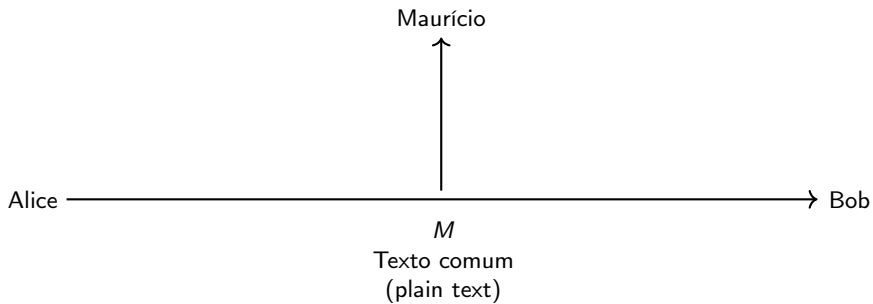 Maurício
Alice
Bob
M
Texto comum
(plain text)